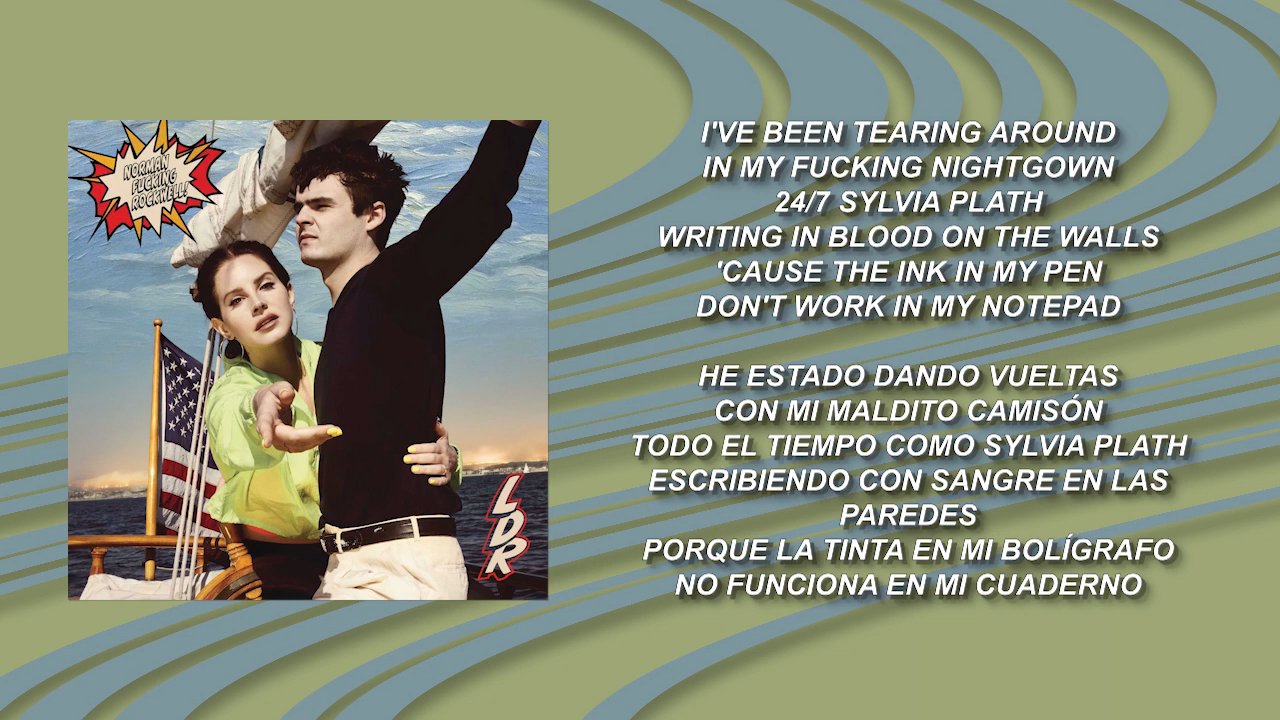 NORMAN
FUCKING
ROCKWELL!
LDR
I'VE BEEN TEARING AROUND
IN MY FUCKING NIGHTGOWN
24/7 SYLVIA PLATH
WRITING IN BLOOD ON THE WALLS
'CAUSE THE INK IN MY PEN
DON'T WORK IN MY NOTEPAD
HE ESTADO DANDO VUELTAS
CON MI MALDITO CAMISÓN
TODO EL TIEMPO COMO SYLVIA PLATH
ESCRIBIENDO CON SANGRE EN LAS
PAREDES
PORQUE LA TINTA EN MI BOLÍGRAFO
NO FUNCIONA EN MI CUADERNO